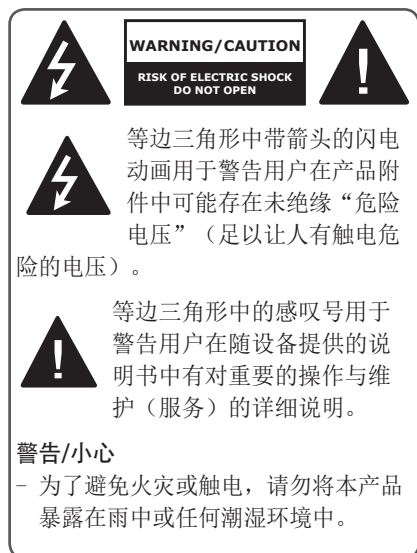 WARNING/CAUTION
RISK OF ELECTRIC SHOCK
DO NOT OPEN
等边三角形中带箭头的闪电
动画用于警告用户在产品附
件中可能存在未绝缘“危险
电压”（足以让人有触电危
险的电压）。
等边三角形中的感叹号用于
警告用户在随设备提供的说
明书中有对重要的操作与维
护（服务）的详细说明。
警告/小心
- 为了避免火灾或触电，请勿将本产品
暴露在雨中或任何潮湿环境中。